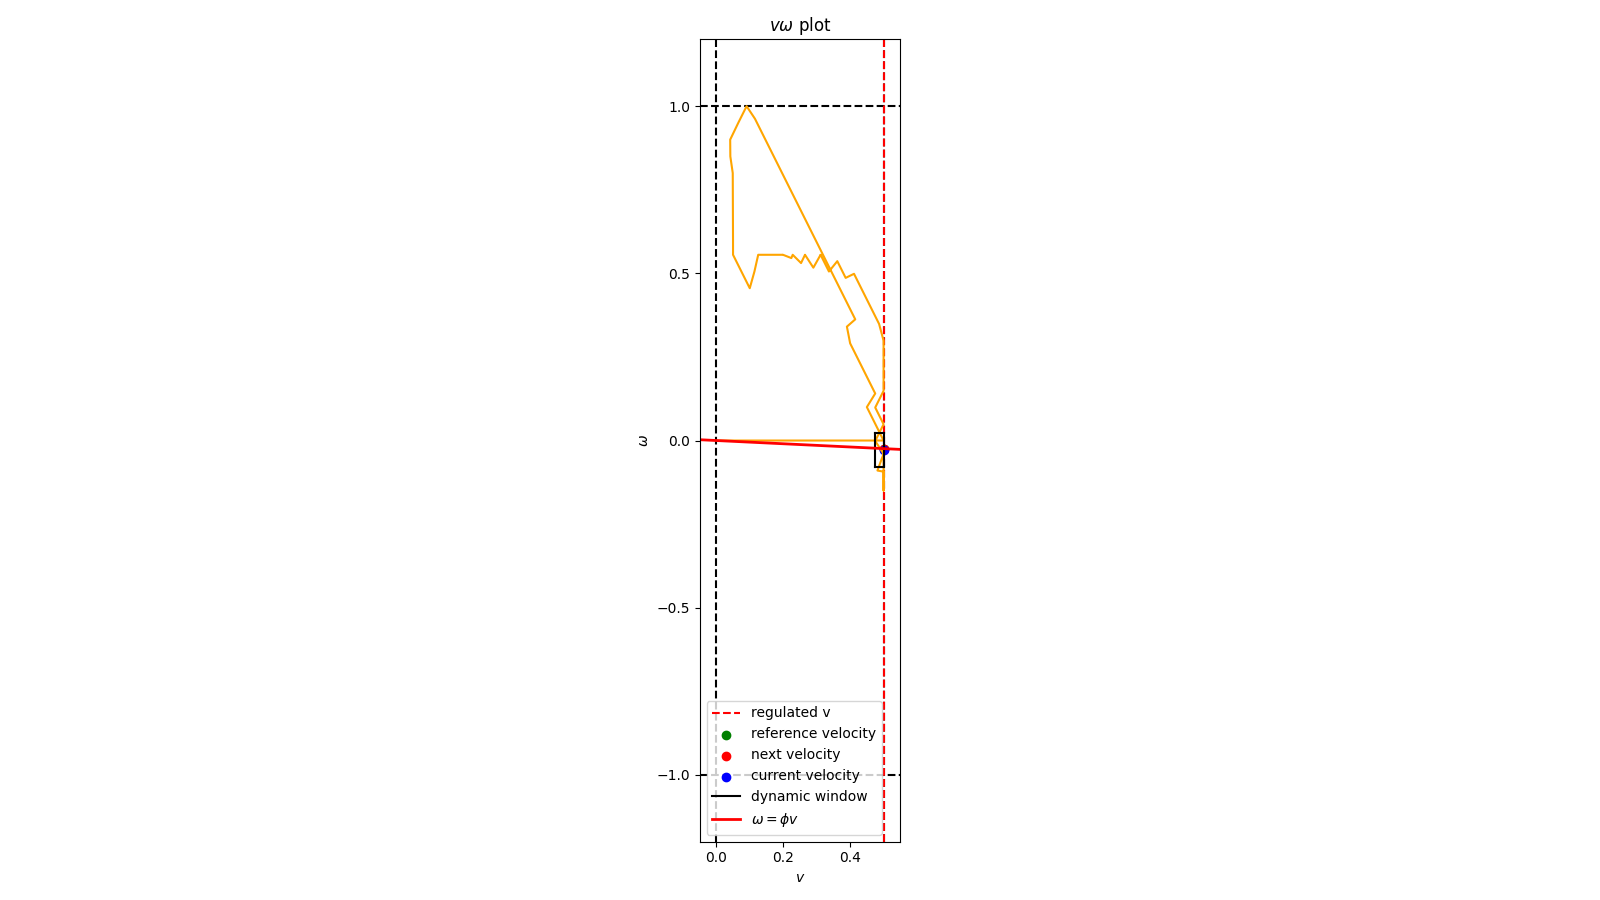 vω plot
1.0
0.5
0.0
−0.5
−1.0
ω
regulated v
reference velocity
next velocity
current velocity
dynamic window
ω = ϕv
0.0 0.2 0.4
v